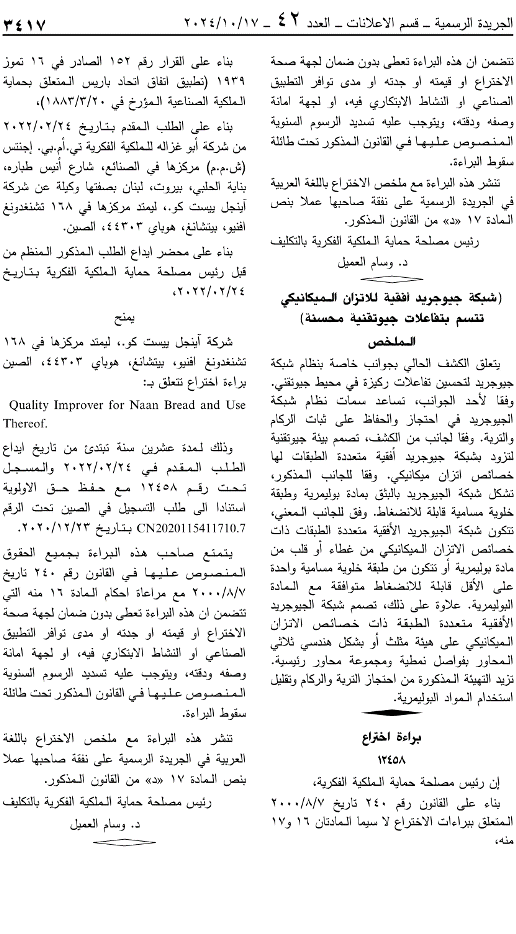 الجريدة الرسمية ــ قسم الاعلانات ــ العدد ٤٢ ــ ٢٠٢٤/١٠/١٧
٣٤١٧
تتضمن ان هذه البراءة تعطى بدون ضمان لجهة صحة
الاختراع او قيمته او جدته او مدى توافر التطبيق
الصناعي او النشاط الابتكاري فيه، او لجهة امانة
وصفه ودقته، ويتوجب عليه تسديد الرسوم السنوية
المنصوص عليها في القانون المذكور تحت طائلة
سقوط البراءة.
تنشر هذه البراءة مع ملخص الاختراع باللغة العربية
في الجريدة الرسمية على نفقة صاحبها عملا بنص
المادة ١٧ «د» من القانون المذكور.
رئيس مصلحة حماية الملكية الفكرية بالتكليف
د. وسام العميل
(شبكة جيوجريد أفقية للاتزان الميكانيكي
تتسم بتفاعلات جيوتقنية محسنة)
الملخص
يتعلق الكشف الحالي بجوانب خاصة بنظام شبكة
جيوجريد لتحسين تفاعلات ركيزة في محيط جيوتقني.
وفقا لأحد الجوانب، تساعد سمات نظام شبكة
الجيوجريد في احتجاز والحفاظ على ثبات الركام
والتربة. وفقا لجانب من الكشف، تصمم بيئة جيوتقنية
لتزود بشبكة جيوجريد أفقية متعددة الطبقات لها
خصائص اتزان ميكانيكي. وفقا للجانب المذكور،
تشكل شبكة الجيوجريد بالبثق بمادة بوليمرية وطبقة
خلوية مسامية قابلة للانضغاط. وفق للجانب المعني،
تتكون شبكة الجيوجريد الأفقية متعددة الطبقات ذات
خصائص الاتزان الميكانيكي من غطاء أو قلب من
مادة بوليمرية أو تتكون من طبقة خلوية مسامية واحدة
على الأقل قابلة للانضغاط متوافقة مع المادة
البوليمرية. علاوة على ذلك، تصمم شبكة الجيوجريد
الأفقية متعددة الطبقة ذات خصائص الاتزان
الميكانيكي على هيئة مثلث أو بشكل هندسي ثلاثي
المحاور بفواصل نمطية ومجموعة محاور رئيسية.
تزيد التهيئة المذكورة من احتجاز التربة والركام وتقليل
استخدام المواد البوليمرية.
براءة اختراع
١٢٤٥٨
إن رئيس مصلحة حماية الملكية الفكرية،
بناء على القانون رقم ٢٤٠ تاريخ ٢٠٠٠/٨/٧
المتعلق ببراءات الاختراع لا سيما المادتان ١٦ و١٧
منه،
بناء على القرار رقم ١٥٢ الصادر في ١٦ تموز
١٩٣٩ (تطبيق اتفاق اتحاد باريس المتعلق بحماية
الملكية الصناعية المؤرخ في ١٨٨٣/٣/٢٠)،
بناء على الطلب المقدم بتاريخ ٢٠٢٢/٠٢/٢٤
من شركة أبو غزاله للملكية الفكرية تي.أم.بي. إجنتس
(ش.م.م) مركزها في الصنائع، شارع أنيس طباره،
بناية الحلبي، بيروت، لبنان بصفتها وكيلة عن شركة
آينجل ييست كو.، ليمتد مركزها في ١٦٨ تشنغدونغ
أفنيو، ييتشانغ، هوباي ٤٤٣٠٣، الصين.
بناء على محضر ايداع الطلب المذكور المنظم من
قبل رئيس مصلحة حماية الملكية الفكرية بتاريخ
٢٠٢٢/٠٢/٢٤،
يمنح
شركة آينجل ييست كو.، ليمتد مركزها في ١٦٨
تشنغدونغ افنيو، ييتشانغ، هوباي ٤٤٣٠٣، الصين
براءة اختراع تتعلق بـ:
Quality Improver for Naan Bread and Use
Thereof.
وذلك لمدة عشرين سنة تبتدئ من تاريخ ايداع
الطلب المقدم في ٢٠٢٢/٠٢/٢٤ والمسجل
تحت رقم ١٢٤٥٨ مع حفظ حق الاولوية
استنادا الى طلب التسجيل في الصين تحت الرقم
CN2020115411710.7 بتاريخ ٢٠٢٠/١٢/٢٣.
يتمتع صاحب هذه البراءة بجميع الحقوق
المنصوص عليها في القانون رقم ٢٤٠ تاريخ
٢٠٠٠/٨/٧ مع مراعاة احكام المادة ١٦ منه التي
تتضمن ان هذه البراءة تعطى بدون ضمان لجهة صحة
الاختراع او قيمته او جدته او مدى توافر التطبيق
الصناعي او النشاط الابتكاري فيه، او لجهة امانة
وصفه ودقته، ويتوجب عليه تسديد الرسوم السنوية
المنصوص عليها في القانون المذكور تحت طائلة
سقوط البراءة.
تنشر هذه البراءة مع ملخص الاختراع باللغة
العربية في الجريدة الرسمية على نفقة صاحبها عملا
بنص المادة ١٧ «د» من القانون المذكور.
رئيس مصلحة حماية الملكية الفكرية بالتكليف
د. وسام العميل